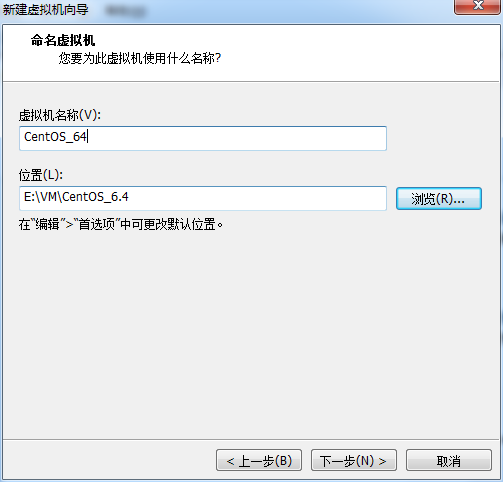 新建虚拟机向导
命名虚拟机
您要为此虚拟机使用什么名称?
虚拟机名称(V):
CentOS_64
位置(L):
E:\VM\CentOS_6.4
浏览(R)...
在“编辑”>“首选项”中可更改默认位置。
< 上一步(B)
下一步(N) >
取消